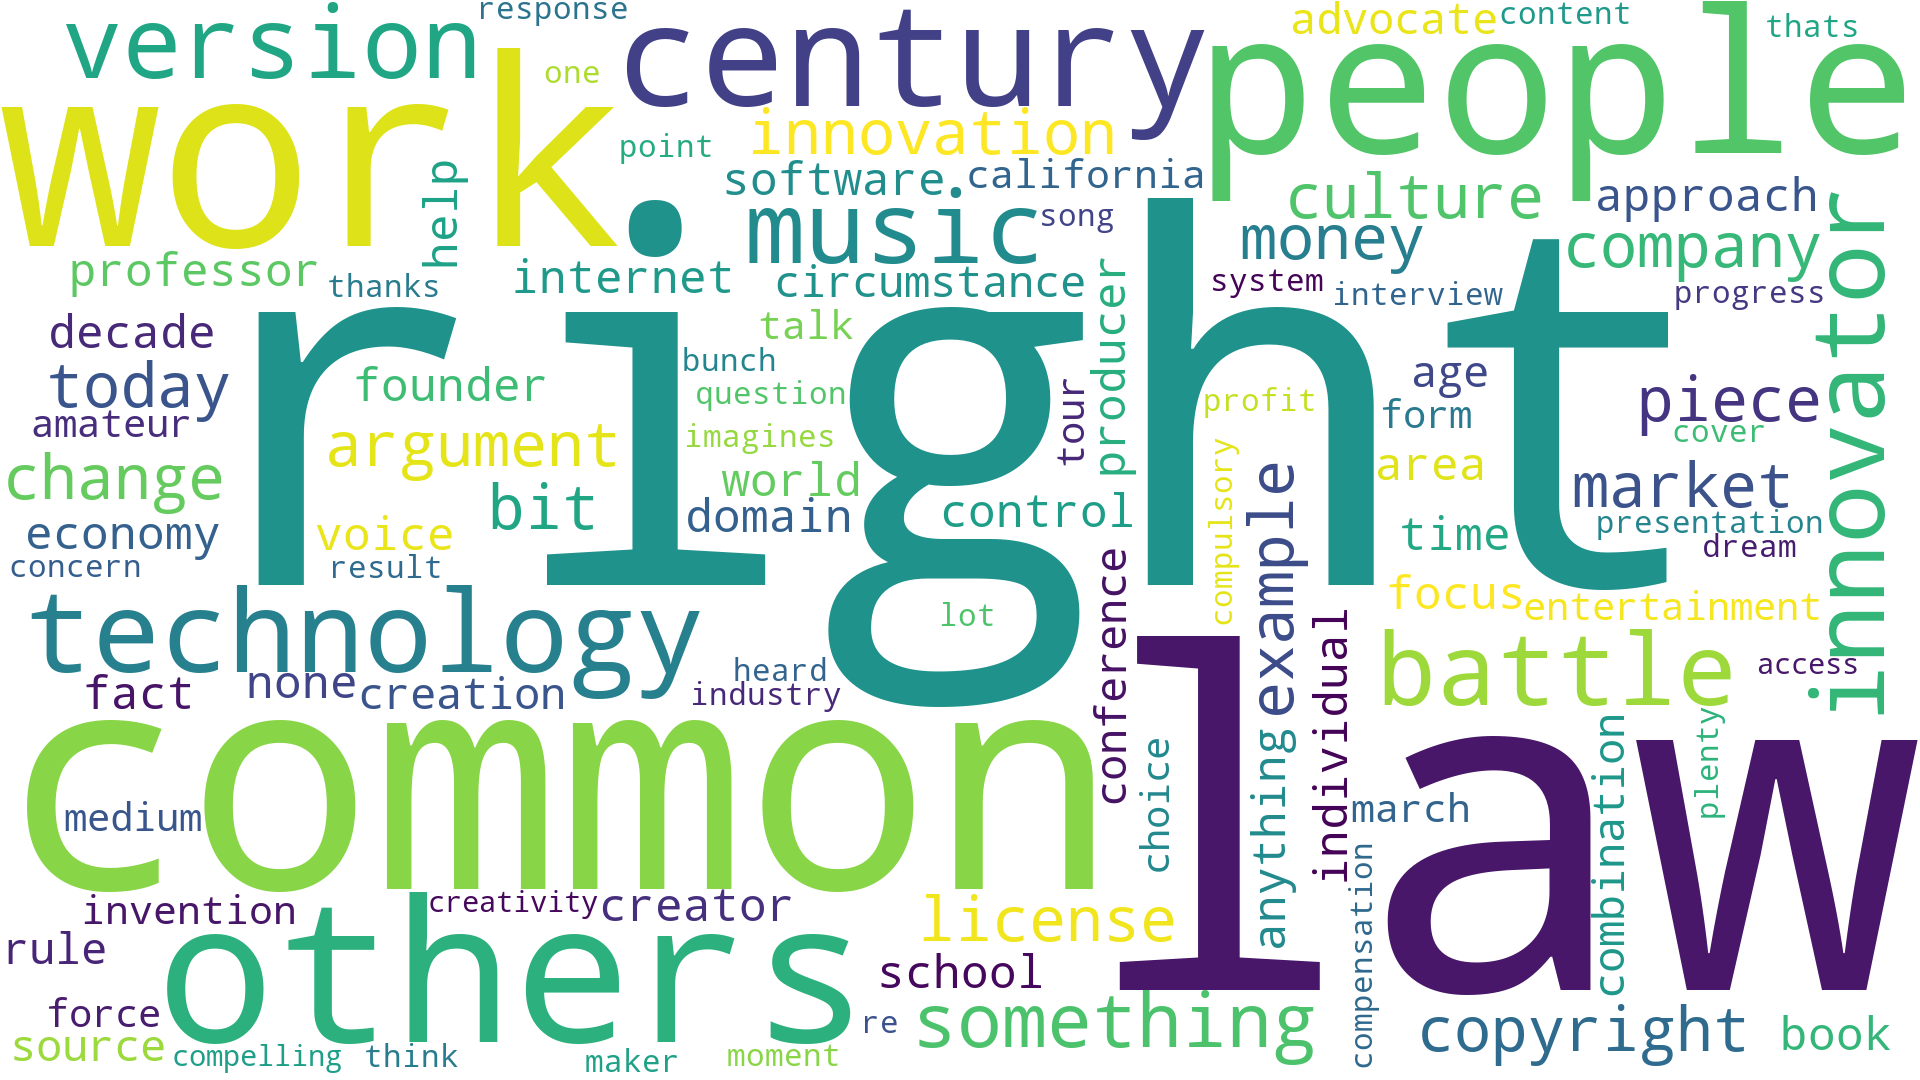 version
response
century
people
advocate
content
thats
work
one
innovation
point
help
software
california
music
song
culture
approach
professor
thanks
internet
circumstance
money
company
innovator
system
interview
progress
decade
right
talk
producer
today
founder
bunch
question
tour
profit
age
form
piece
amateur
argument
imagines
cover
change
bit
world
compulsory
area
market
economy
voice
domain
control
example
time
presentation
dream
concern
result
conference
focus
entertainment
technology
lot
individual
battle
access
fact
none
creation
heard
industry
law
common
medium
choice
anything
march
combination
plenty
invention
creativity
creator
license
compensation
rule
others
school
force
re
something
copyright
book
source
compelling
think
maker
moment